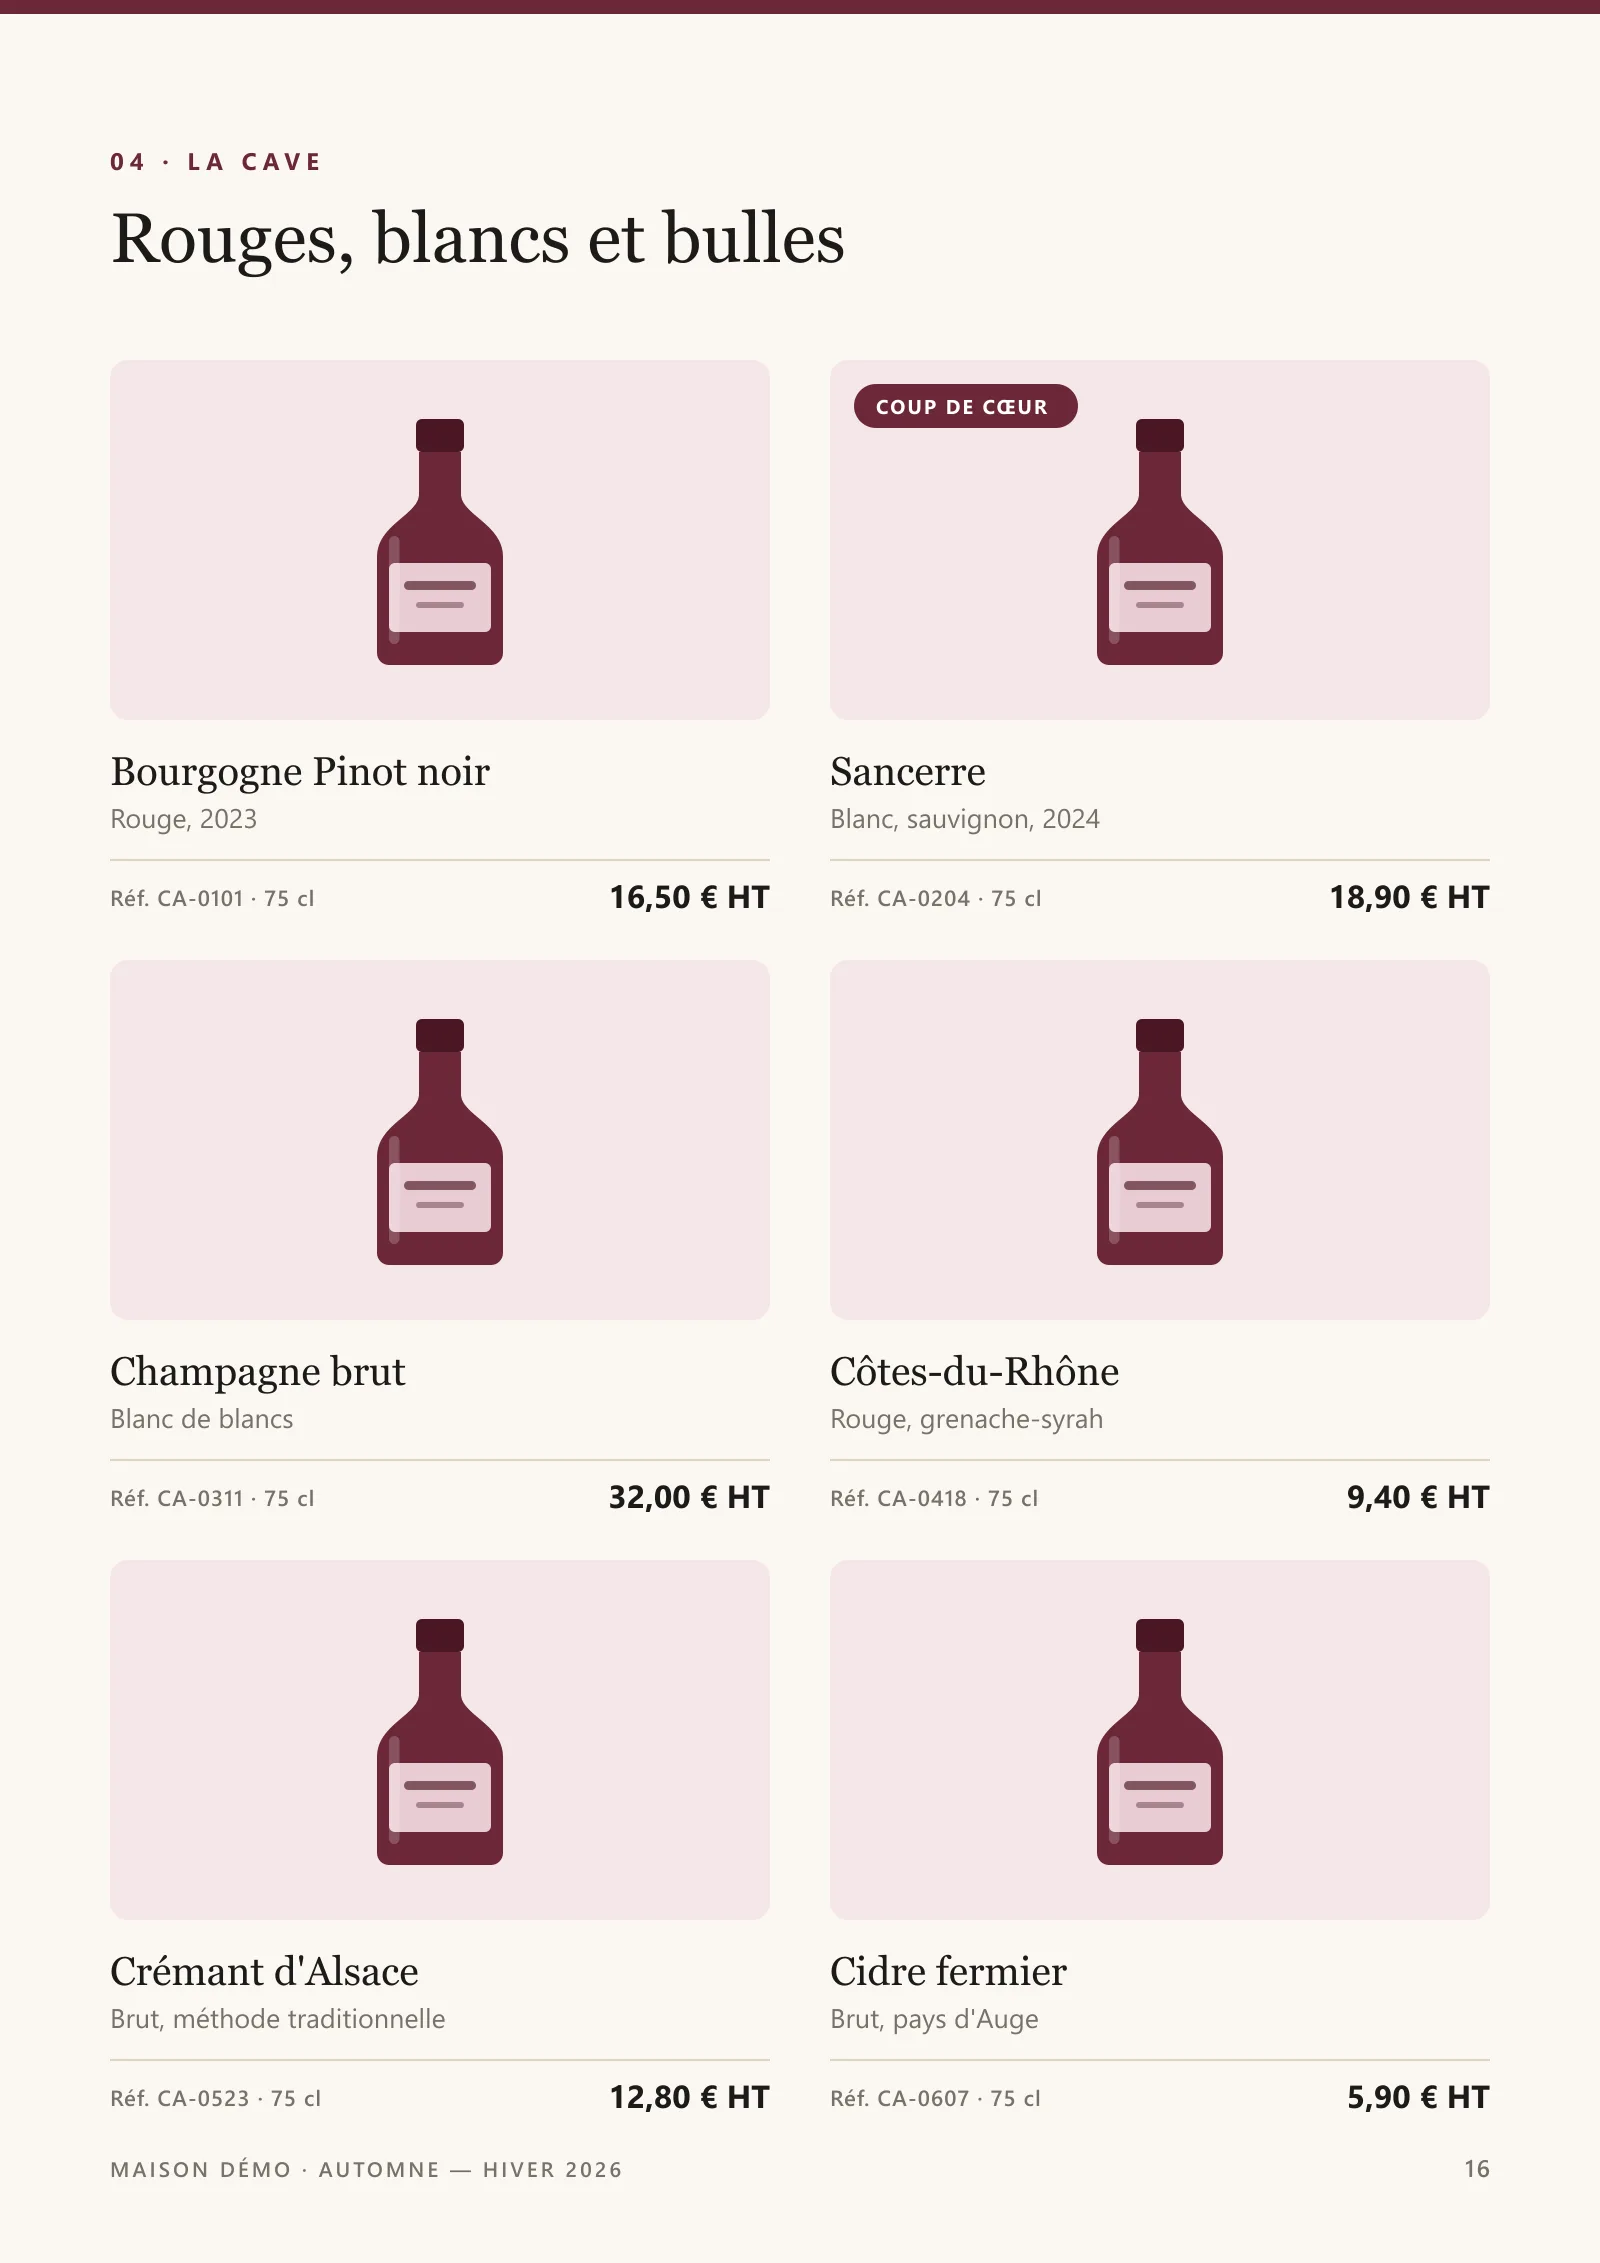 04 · LA CAVE
Rouges, blancs et bulles
Bourgogne Pinot noir
Rouge, 2023
Réf. CA-0101 · 75 cl
16,50 € HT
COUP DE CŒUR
Sancerre
Blanc, sauvignon, 2024
Réf. CA-0204 · 75 cl
18,90 € HT
Champagne brut
Blanc de blancs
Réf. CA-0311 · 75 cl
32,00 € HT
Côtes-du-Rhône
Rouge, grenache-syrah
Réf. CA-0418 · 75 cl
9,40 € HT
Crémant d'Alsace
Brut, méthode traditionnelle
Réf. CA-0523 · 75 cl
12,80 € HT
Cidre fermier
Brut, pays d'Auge
Réf. CA-0607 · 75 cl
5,90 € HT
MAISON DÉMO · AUTOMNE — HIVER 2026
16